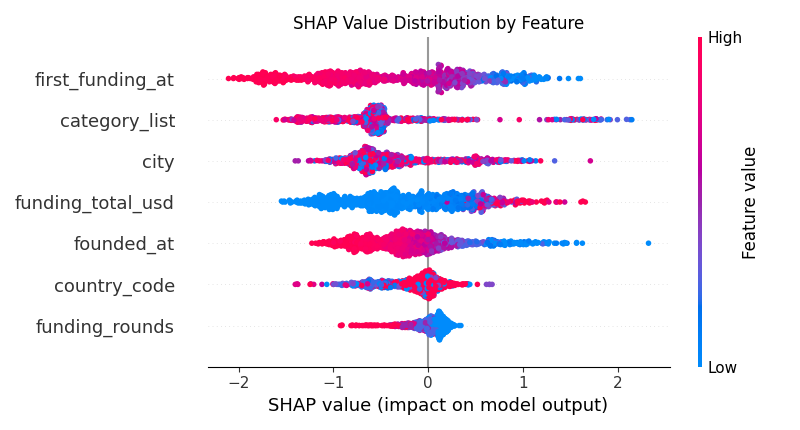 SHAP Value Distribution by Feature
High
first_funding_at
category_list
city
funding_total_usd
founded_at
country_code
funding_rounds
Feature value
Low
−2 −1 0 1 2
SHAP value (impact on model output)